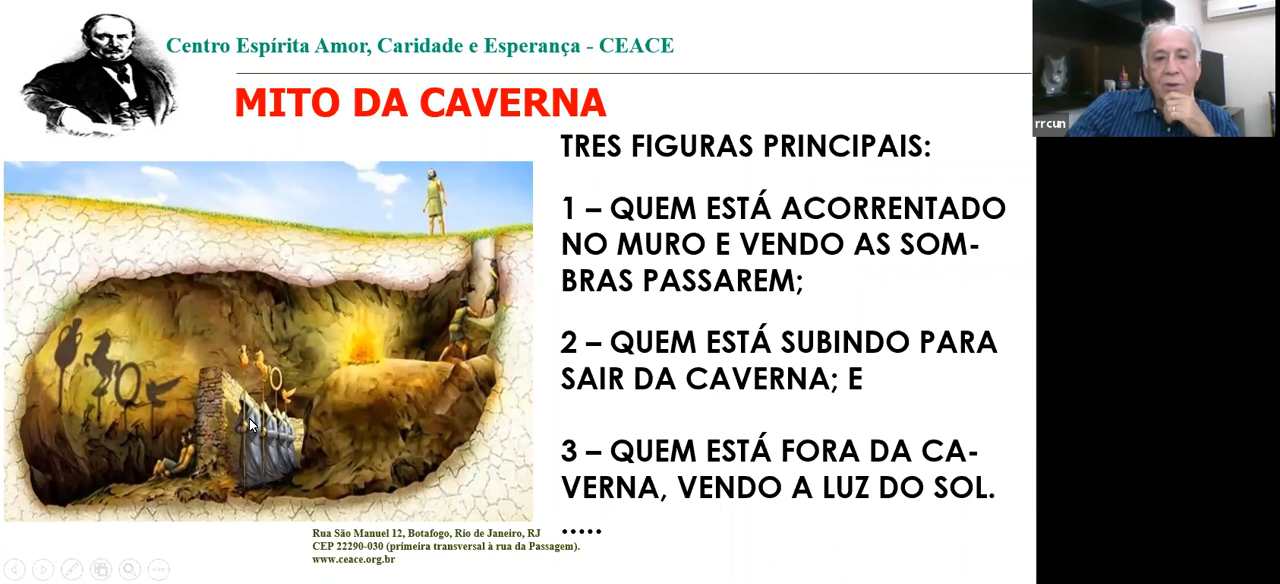 Centro Espírita Amor, Caridade e Esperança - CEACE
MITO DA CAVERNA
TRES FIGURAS PRINCIPAIS:
1 – QUEM ESTÁ ACORRENTADO
NO MURO E VENDO AS SOM-
BRAS PASSAREM;
2 – QUEM ESTÁ SUBINDO PARA
SAIR DA CAVERNA; E
3 – QUEM ESTÁ FORA DA CA-
VERNA, VENDO A LUZ DO SOL.
.....
Rua São Manuel 12, Botafogo, Rio de Janeiro, RJ
CEP 22290-030 (primeira transversal à rua da Passagem).
www.ceace.org.br
rrcun